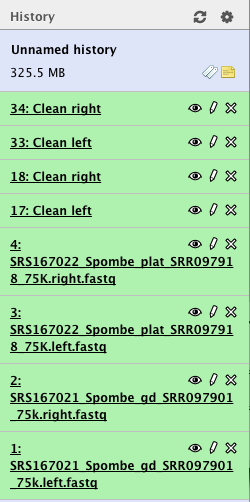 History
Unnamed history
325.5 MB
34: Clean right
33: Clean left
18: Clean right
17: Clean left
4:
SRS167022_Spombe_plat_SRR09791
8_75K.right.fastq
3:
SRS167022_Spombe_plat_SRR09791
8_75K.left.fastq
2:
SRS167021_Spombe_gd_SRR097901
_75k.right.fastq
1:
SRS167021_Spombe_gd_SRR097901
_75k.left.fastq